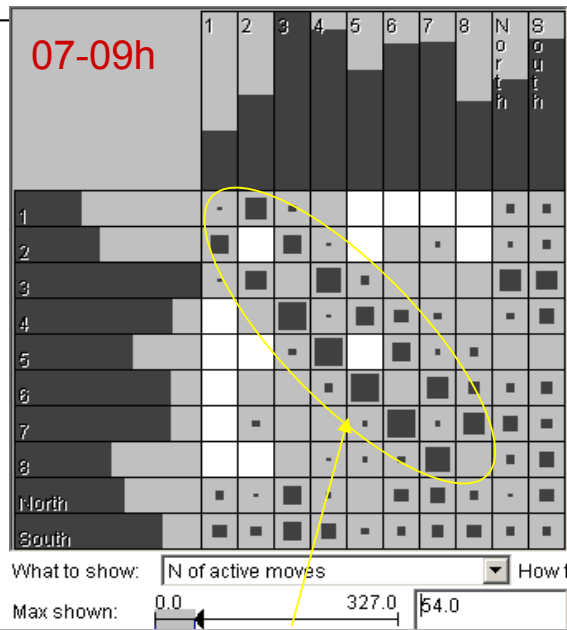 07-09h
1 2 3 4 5 6 7 8 North South
1
2
3
4
5
6
7
8
North
South
What to show: N of active moves How t
Max shown: 0.0 327.0 54.0